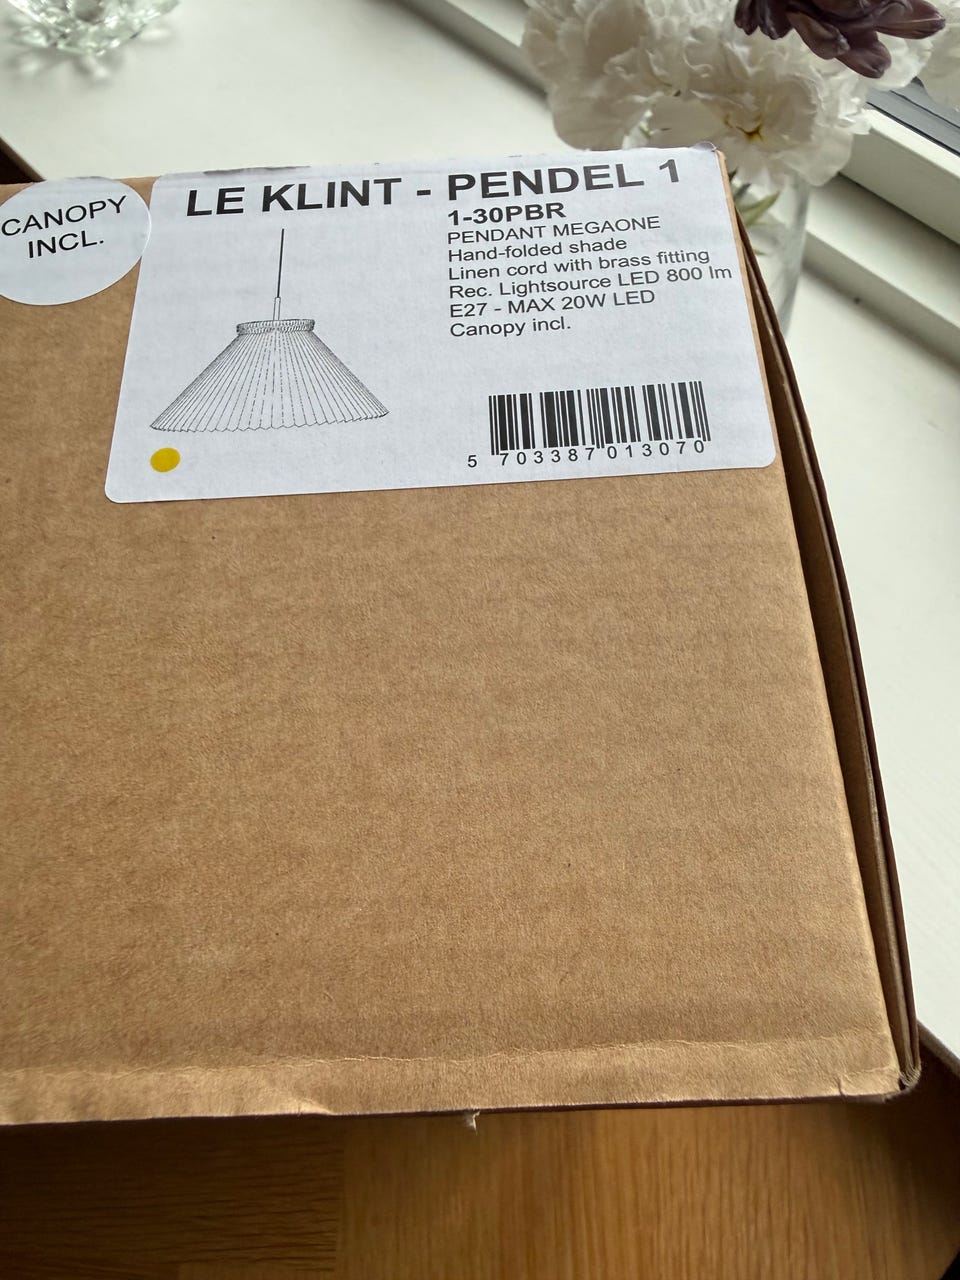 CANOPY
INCL.
LE KLINT - PENDEL 1
1-30PBR
PENDANT MEGAONE
Hand-folded shade
Linen cord with brass fitting
Rec. Lightsource LED 800 lm
E27 - MAX 20W LED
Canopy incl.
5 703387 013070